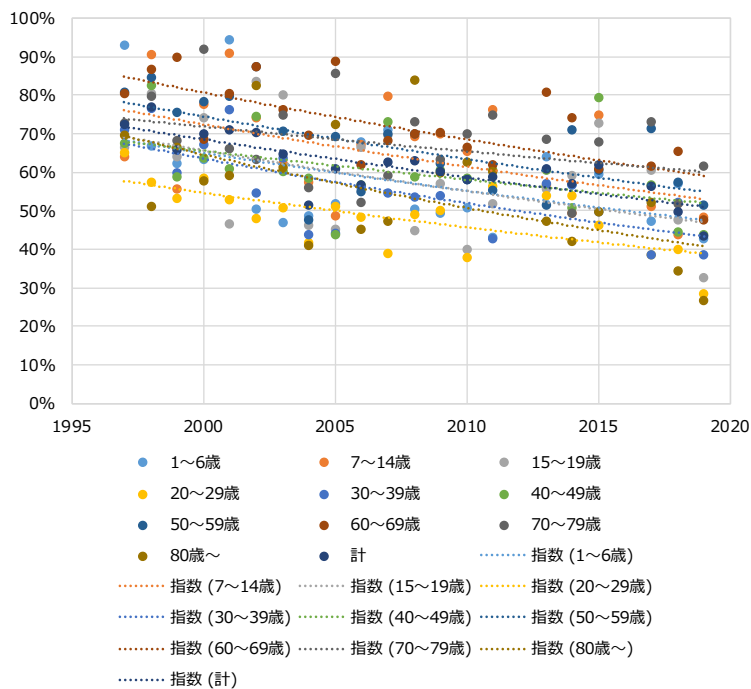 100%
90%
80%
70%
60%
50%
40%
30%
20%
10%
0%
1995 2000 2005 2010 2015 2020
1～6歳 7～14歳 15～19歳
20～29歳 30～39歳 40～49歳
50～59歳 60～69歳 70～79歳
80歳～ 計 指数 (1～6歳)
指数 (7～14歳) 指数 (15～19歳) 指数 (20～29歳)
指数 (30～39歳) 指数 (40～49歳) 指数 (50～59歳)
指数 (60～69歳) 指数 (70～79歳) 指数 (80歳～)
指数 (計)